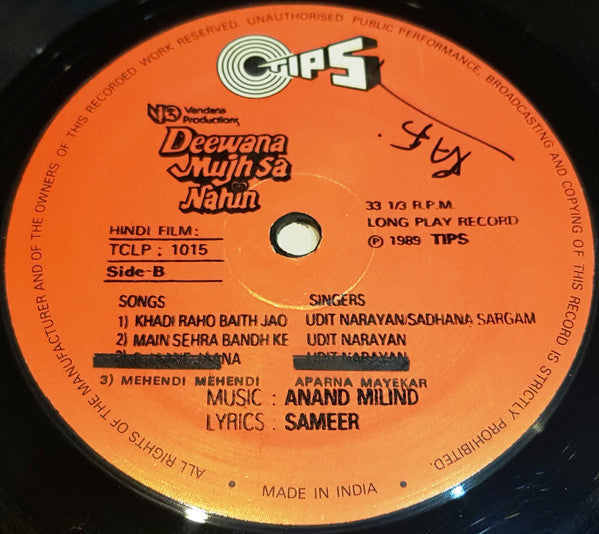 ALL RIGHTS OF THE MANUFACTURER AND OF THE OWNERS OF THIS RECORDED WORK RESERVED. UNAUTHORISED PUBLIC PERFORMANCE, BROADCASTING AND COPYING OF THIS RECORD IS STRICTLY PROHIBITED.
TIPS
Vandana
Productions
Deewana
Mujh Sa
Nahin
33 1/3 R.P.M.
LONG PLAY RECORD
℗ 1989 TIPS
HINDI FILM:
TCLP : 1015
Side-B
SONGS SINGERS
1) KHADI RAHO BAITH JAO UDIT NARAYAN/SADHANA SARGAM
2) MAIN SEHRA BANDH KE UDIT NARAYAN
UDIT NARAYAN
3) MEHENDI MEHENDI APARNA MAYEKAR
MUSIC : ANAND MILIND
LYRICS : SAMEER
• MADE IN INDIA •